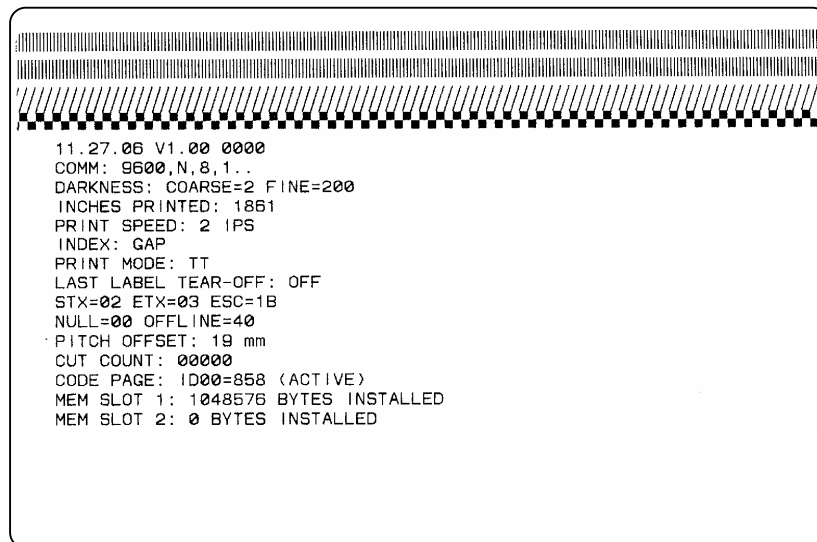 11.27.06 V1.00 0000
COMM: 9600,N,8,1..
DARKNESS: COARSE=2 FINE=200
INCHES PRINTED: 1861
PRINT SPEED: 2 IPS
INDEX: GAP
PRINT MODE: TT
LAST LABEL TEAR-OFF: OFF
STX=02 ETX=03 ESC=1B
NULL=00 OFFLINE=40
PITCH OFFSET: 19 mm
CUT COUNT: 00000
CODE PAGE: ID00=858 (ACTIVE)
MEM SLOT 1: 1048576 BYTES INSTALLED
MEM SLOT 2: 0 BYTES INSTALLED